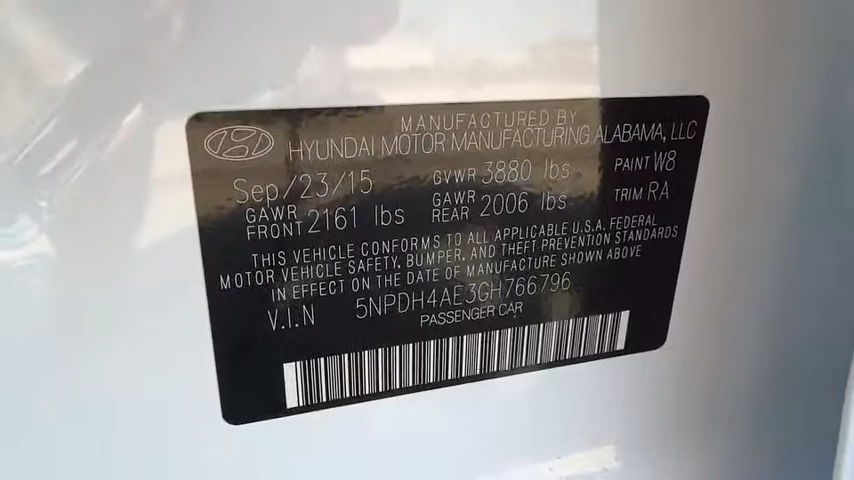 MANUFACTURED BY
HYUNDAI MOTOR MANUFACTURING ALABAMA, LLC
Sep/23/15 GVWR 3880 lbs PAINT W8
GAWR FRONT 2161 lbs GAWR REAR 2006 lbs TRIM RA
THIS VEHICLE CONFORMS TO ALL APPLICABLE U.S.A. FEDERAL
MOTOR VEHICLE SAFETY, BUMPER, AND THEFT PREVENTION STANDARDS
IN EFFECT ON THE DATE OF MANUFACTURE SHOWN ABOVE
V.I.N 5NPDH4AE3GH766796
PASSENGER CAR